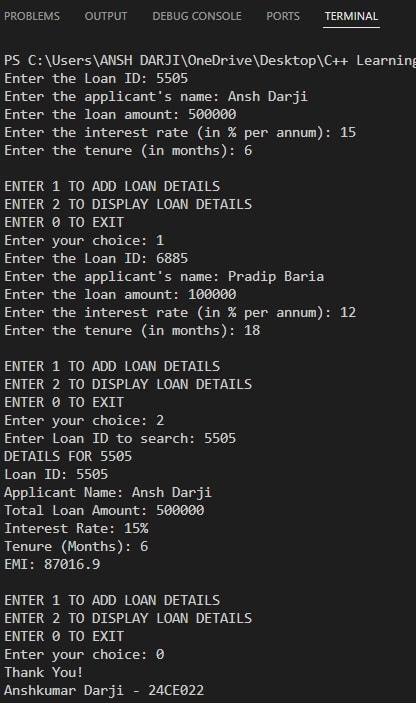 PROBLEMS OUTPUT DEBUG CONSOLE PORTS TERMINAL
PS C:\Users\ANSH DARJI\OneDrive\Desktop\C++ Learning
Enter the Loan ID: 5505
Enter the applicant's name: Ansh Darji
Enter the loan amount: 500000
Enter the interest rate (in % per annum): 15
Enter the tenure (in months): 6
ENTER 1 TO ADD LOAN DETAILS
ENTER 2 TO DISPLAY LOAN DETAILS
ENTER 0 TO EXIT
Enter your choice: 1
Enter the Loan ID: 6885
Enter the applicant's name: Pradip Baria
Enter the loan amount: 100000
Enter the interest rate (in % per annum): 12
Enter the tenure (in months): 18
ENTER 1 TO ADD LOAN DETAILS
ENTER 2 TO DISPLAY LOAN DETAILS
ENTER 0 TO EXIT
Enter your choice: 2
Enter Loan ID to search: 5505
DETAILS FOR 5505
Loan ID: 5505
Applicant Name: Ansh Darji
Total Loan Amount: 500000
Interest Rate: 15%
Tenure (Months): 6
EMI: 87016.9
ENTER 1 TO ADD LOAN DETAILS
ENTER 2 TO DISPLAY LOAN DETAILS
ENTER 0 TO EXIT
Enter your choice: 0
Thank You!
Anshkumar Darji - 24CE022